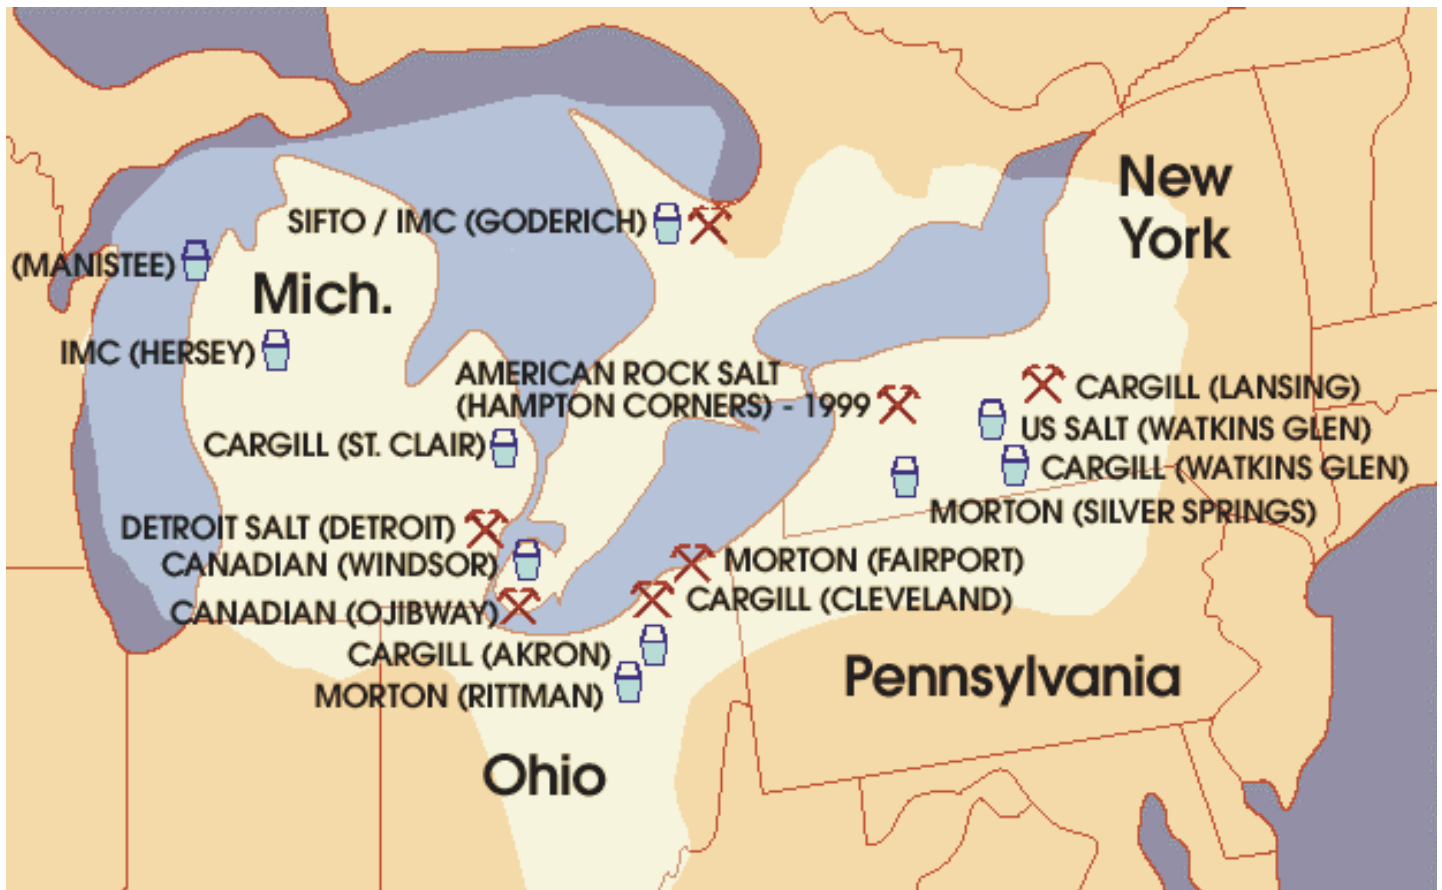 New
York
SIFTO / IMC (GODERICH)
(MANISTEE)
Mich.
IMC (HERSEY)
AMERICAN ROCK SALT
(HAMPTON CORNERS) - 1999
CARGILL (LANSING)
US SALT (WATKINS GLEN)
CARGILL (ST. CLAIR)
CARGILL (WATKINS GLEN)
MORTON (SILVER SPRINGS)
DETROIT SALT (DETROIT)
CANADIAN (WINDSOR)
MORTON (FAIRPORT)
CARGILL (CLEVELAND)
CANADIAN (OJIBWAY)
CARGILL (AKRON)
MORTON (RITTMAN)
Pennsylvania
Ohio